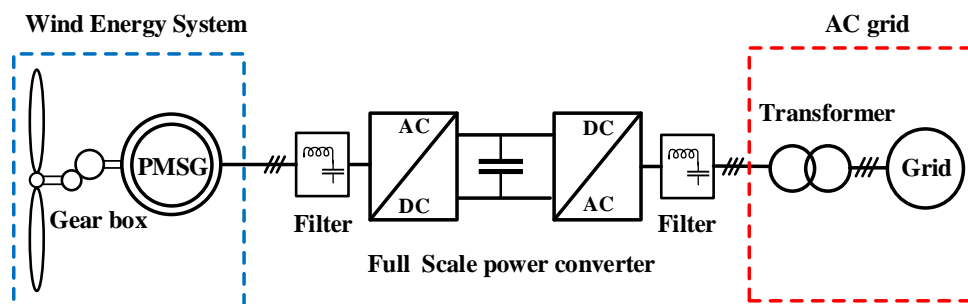 Wind Energy System
AC grid
Transformer
AC
DC
PMSG
Grid
Gear box
Filter
DC
AC
Filter
Full Scale power converter